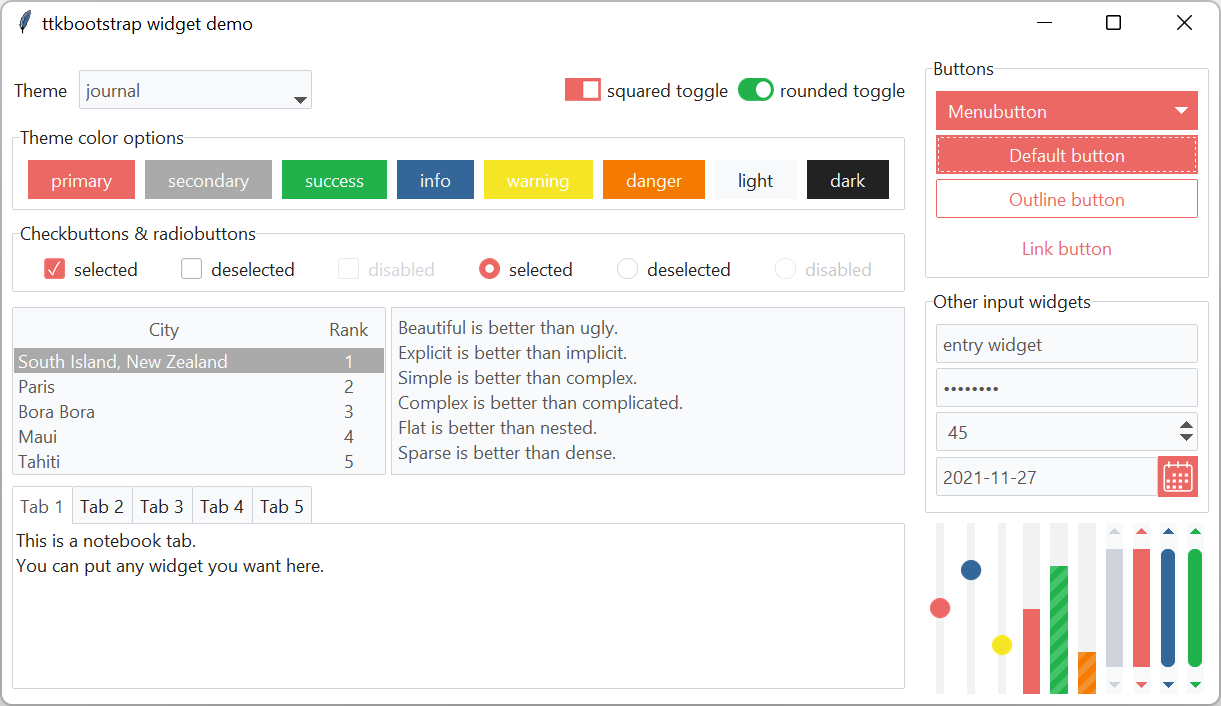 ttkbootstrap widget demo
Theme
journal
squared toggle
rounded toggle
Theme color options
primary
secondary
success
info
warning
danger
light
dark
Checkbuttons & radiobuttons
selected
deselected
disabled
selected
deselected
disabled
City Rank
South Island, New Zealand 1
Paris 2
Bora Bora 3
Maui 4
Tahiti 5
Beautiful is better than ugly.
Explicit is better than implicit.
Simple is better than complex.
Complex is better than complicated.
Flat is better than nested.
Sparse is better than dense.
Tab 1
Tab 2
Tab 3
Tab 4
Tab 5
This is a notebook tab.
You can put any widget you want here.
Buttons
Menubutton
Default button
Outline button
Link button
Other input widgets
entry widget
••••••••
45
2021-11-27